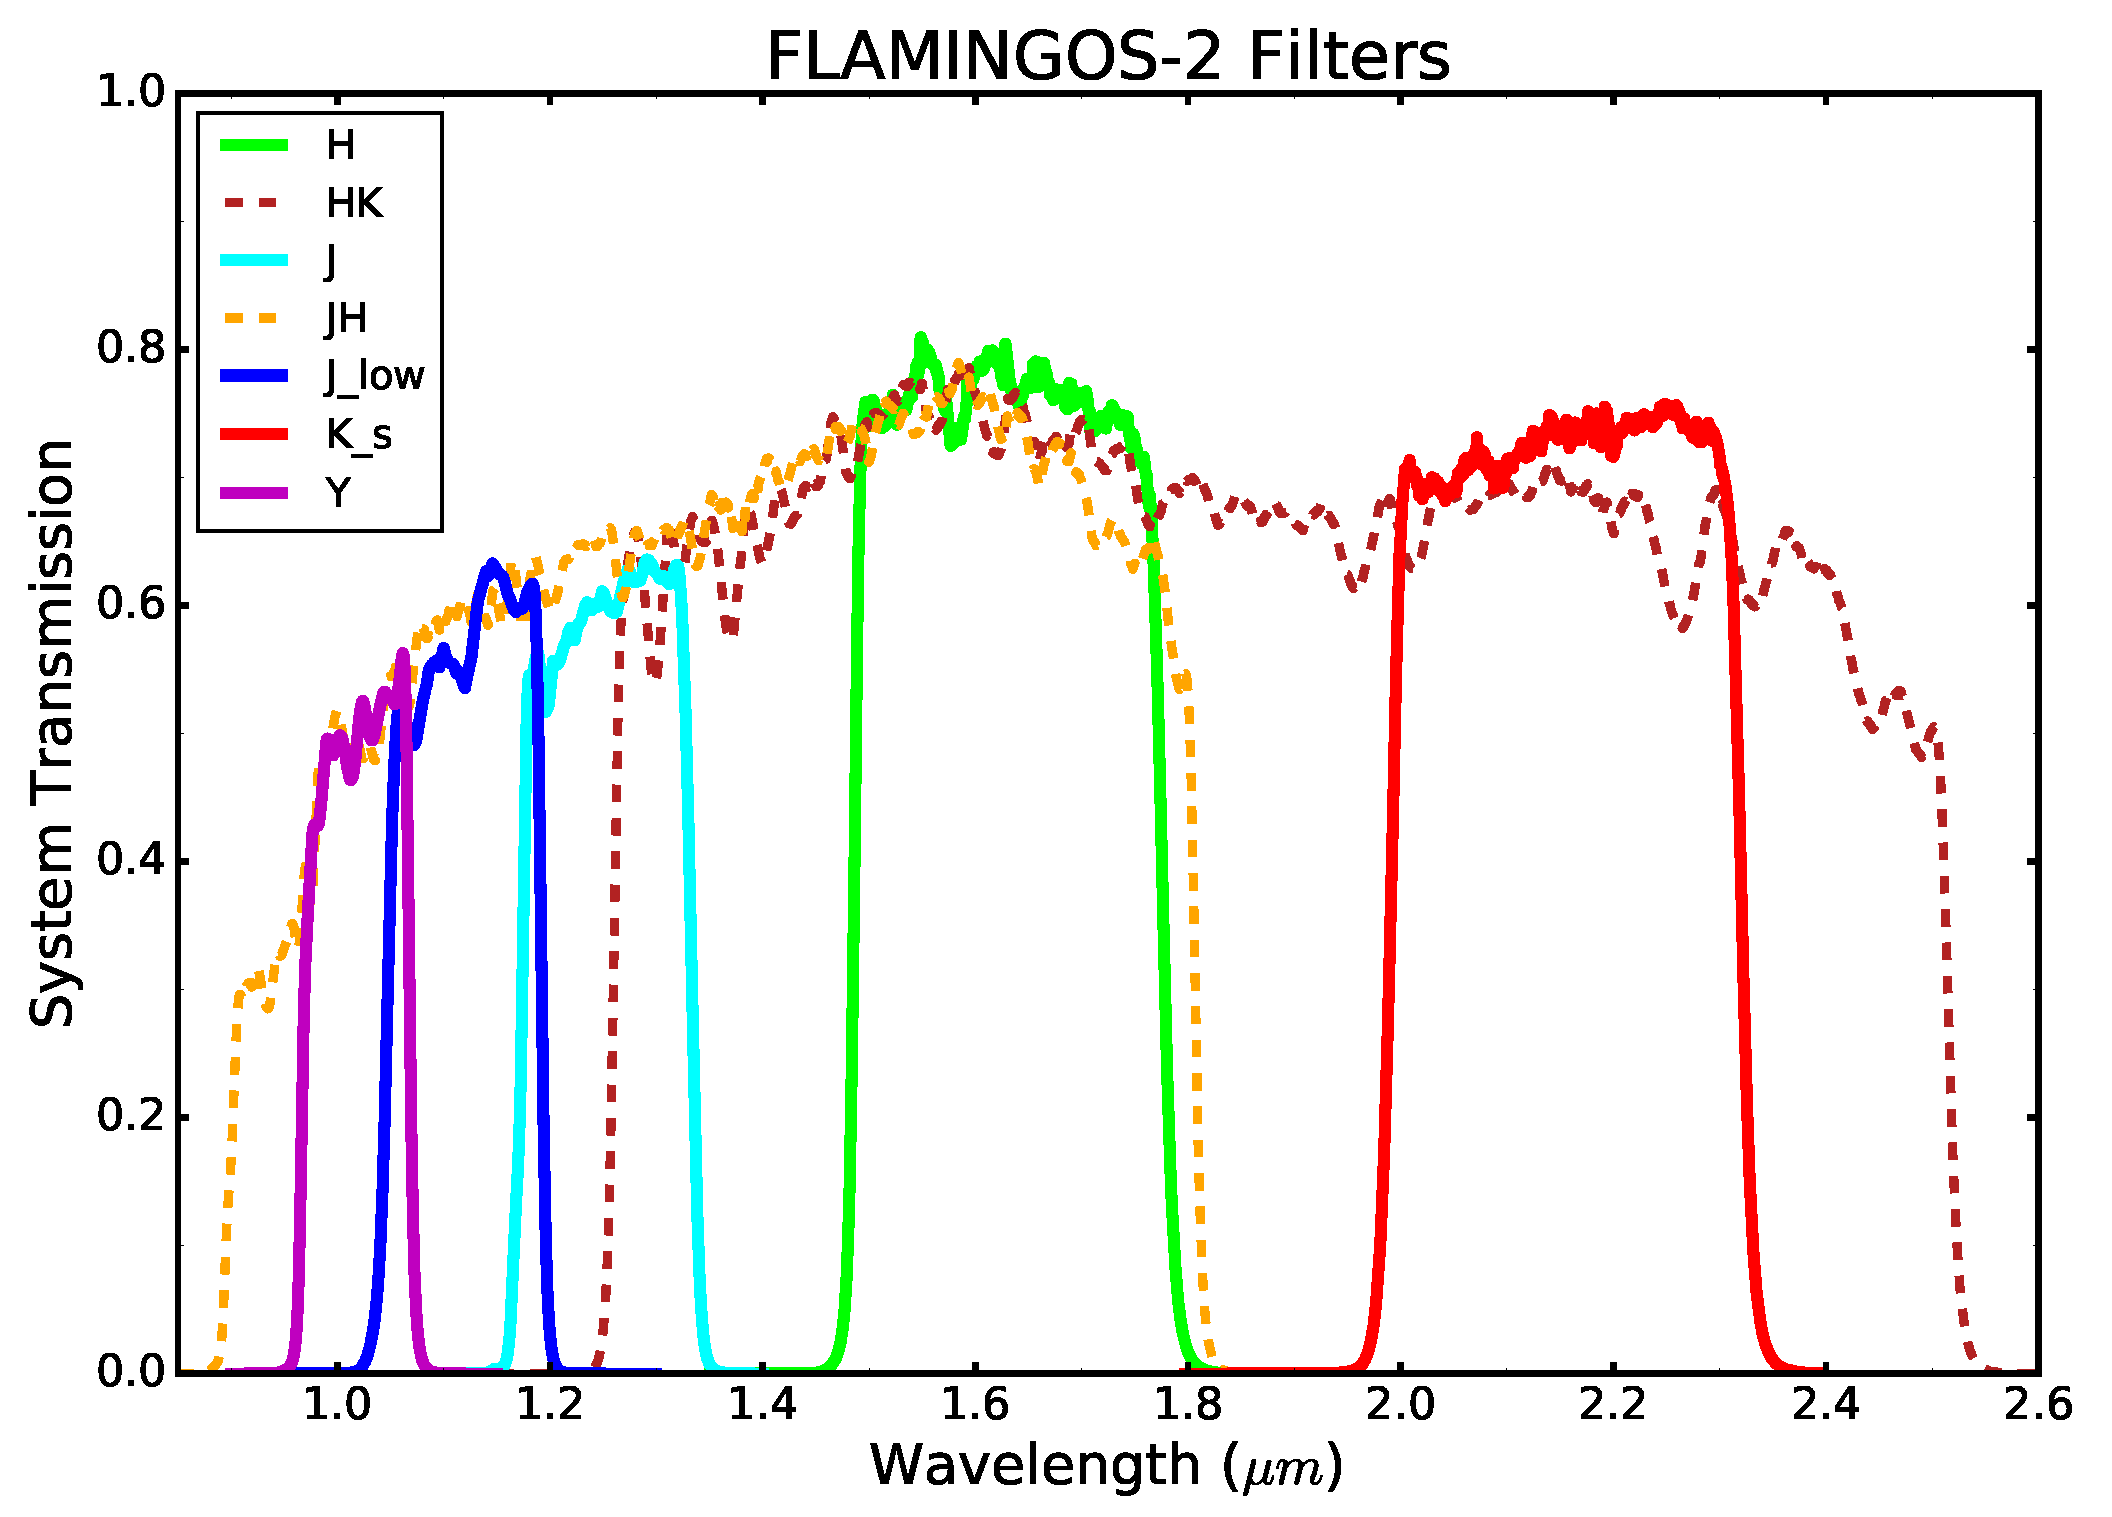 FLAMINGOS-2 Filters
1.0
0.8
0.6
0.4
0.2
0.0
System Transmission
H
HK
J
JH
J_low
K_s
Y
1.0 1.2 1.4 1.6 1.8 2.0 2.2 2.4 2.6
Wavelength (μm)